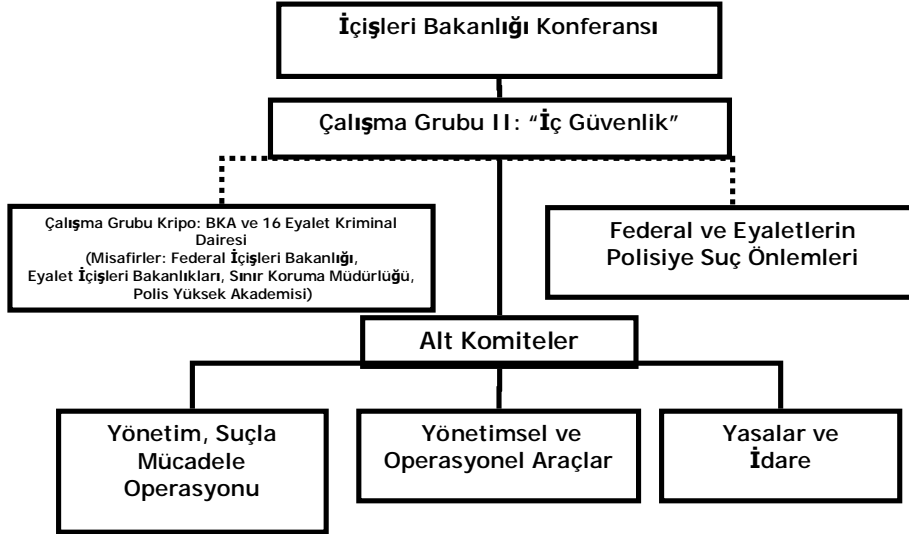 İçişleri Bakanlığı Konferansı
Çalışma Grubu II: “İç Güvenlik”
Çalışma Grubu Kripo: BKA ve 16 Eyalet Kriminal
Dairesi
(Misafirler: Federal İçişleri Bakanlığı,
Eyalet İçişleri Bakanlıkları, Sınır Koruma Müdürlüğü,
Polis Yüksek Akademisi)
Federal ve Eyaletlerin
Polisiye Suç Önlemleri
Alt Komiteler
Yönetim, Suçla
Mücadele
Operasyonu
Yönetimsel ve
Operasyonel Araçlar
Yasalar ve
İdare